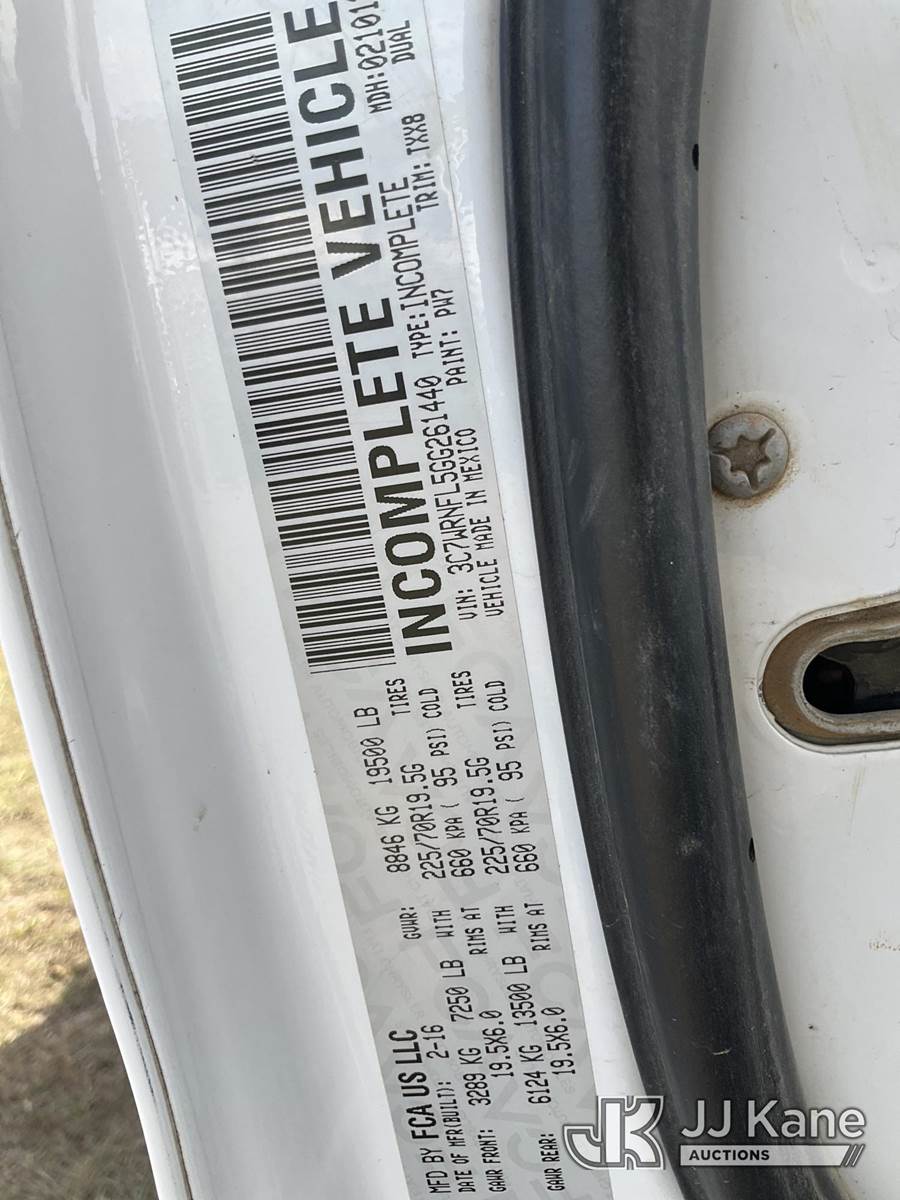 MFD BY FCA US LLC
DATE OF MFR(BUILT): 2-16 GVWR: 8846 KG 19500 LB
GAWR FRONT: 3289 KG 7250 LB WITH 225/70R19.5G TIRES
19.5X6.0 RIMS AT 660 KPA ( 95 PSI) COLD
GAWR REAR: 6124 KG 13500 LB WITH 225/70R19.5G TIRES
19.5X6.0 RIMS AT 660 KPA ( 95 PSI) COLD
INCOMPLETE VEHICLE
VIN: 3C7WRNFL5GG261440 TYPE:INCOMPLETE MDH:02101
VEHICLE MADE IN MEXICO PAINT: PW7 TRIM: TXX8 DUAL
JJ Kane
AUCTIONS